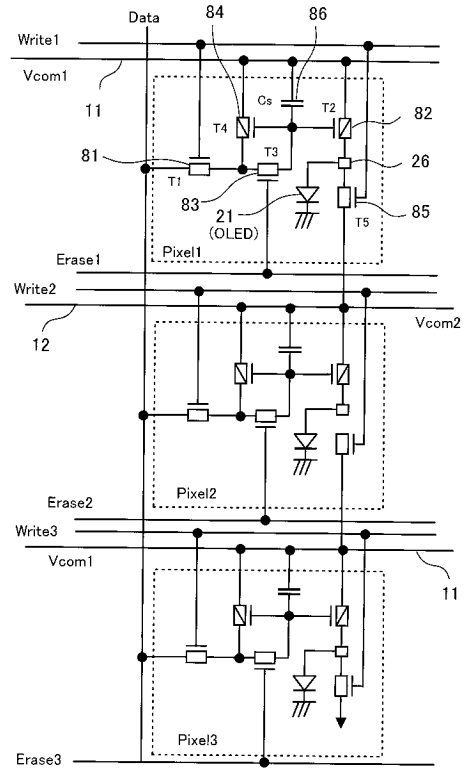 Data
84
86
Write1
Vcom1
11
Cs
T2
82
T4
81
T3
26
T1
83
21
(OLED)
T5
85
Pixel1
Erase1
Write2
12
Vcom2
Pixel2
Erase2
Write3
Vcom1
11
Pixel3
Erase3